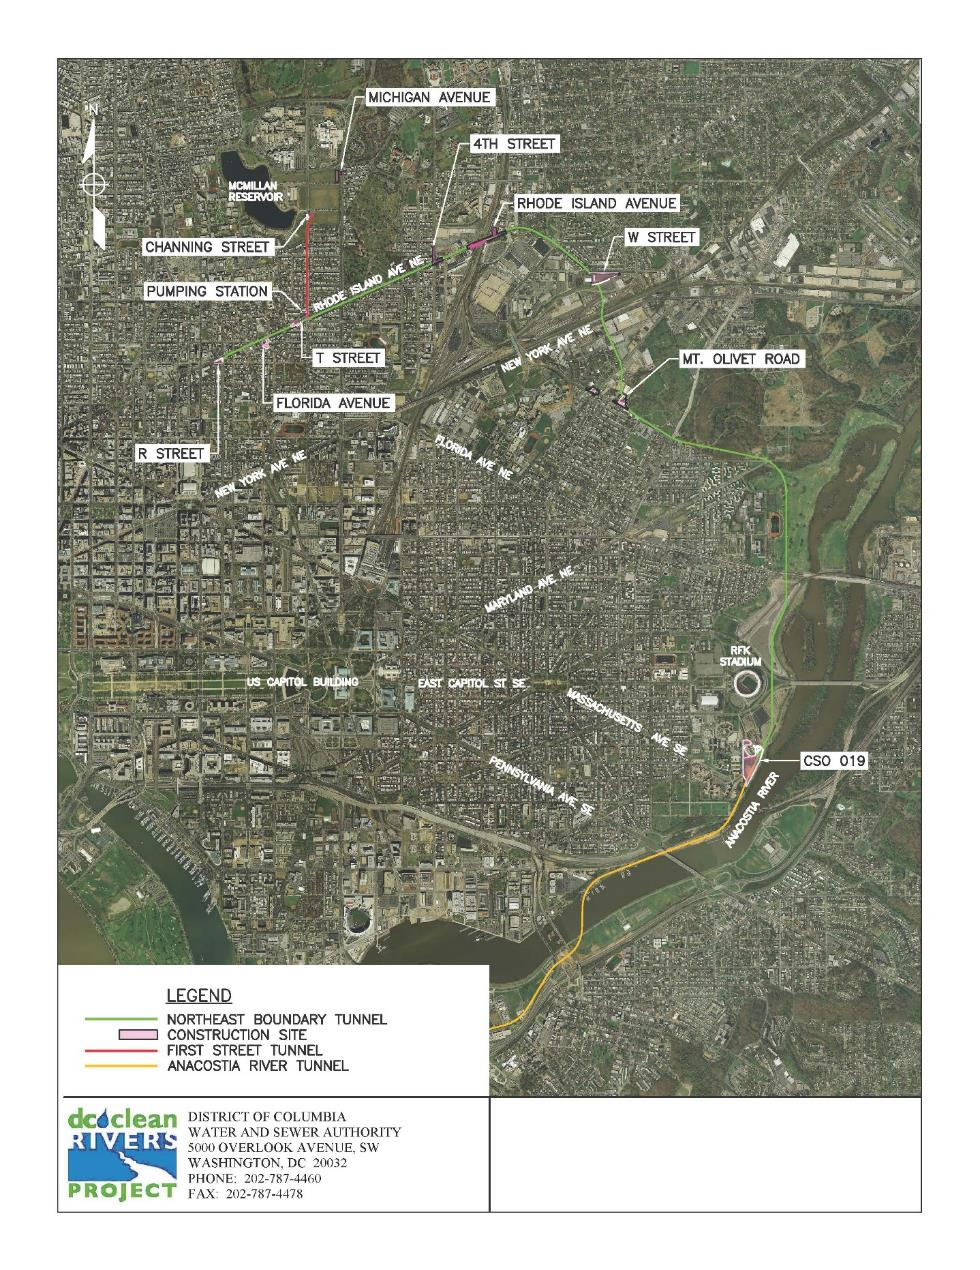 N
MICHIGAN AVENUE
4TH STREET
MCMILLAN
RESERVOIR
RHODE ISLAND AVENUE
W STREET
CHANNING STREET
RHODE ISLAND AVE NE
PUMPING STATION
NEW YORK AVE NE
T STREET
MT. OLIVET ROAD
FLORIDA AVENUE
R STREET
FLORIDA AVE NE
NEW YORK AVE NE
MARYLAND AVE NE
RFK
STADIUM
US CAPITOL BUILDING
EAST CAPITOL ST SE
MASSACHUSETTS AVE SE
CSO 019
PENNSYLVANIA AVE SE
ANACOSTIA RIVER
LEGEND
NORTHEAST BOUNDARY TUNNEL
CONSTRUCTION SITE
FIRST STREET TUNNEL
ANACOSTIA RIVER TUNNEL
dc clean
RIVERS
PROJECT
DISTRICT OF COLUMBIA
WATER AND SEWER AUTHORITY
5000 OVERLOOK AVENUE, SW
WASHINGTON, DC 20032
PHONE: 202-787-4460
FAX: 202-787-4478